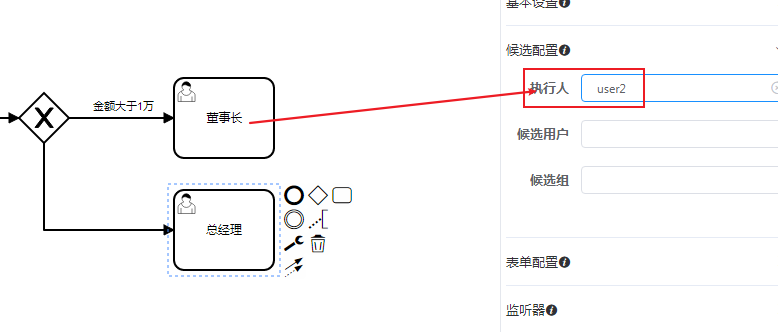 基本设置
候选配置
执行人 user2
金额大于1万
董事长
候选用户
候选组
总经理
表单配置
监听器